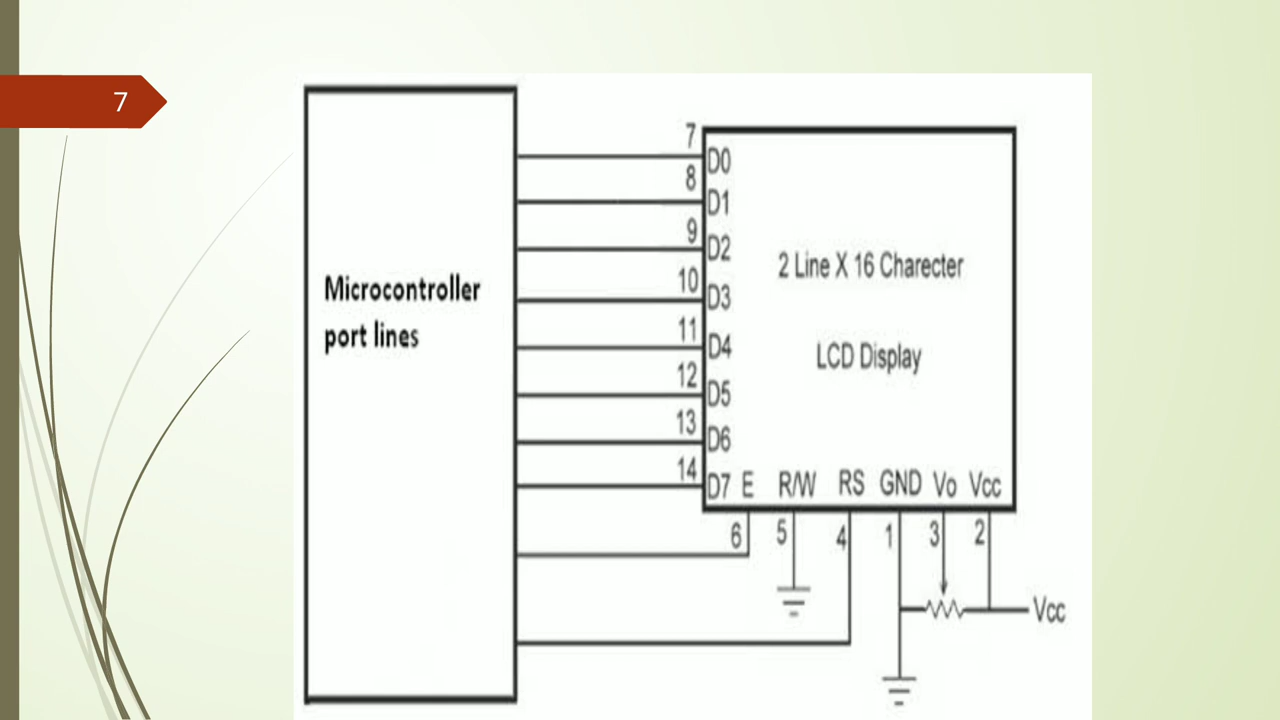 7
Microcontroller
port lines
7
D0
8
D1
9
D2
10
D3
11
D4
12
D5
13
D6
14
D7 E R/W RS GND Vo Vcc
2 Line X 16 Charecter
LCD Display
6 5 4 1 3 2
Vcc